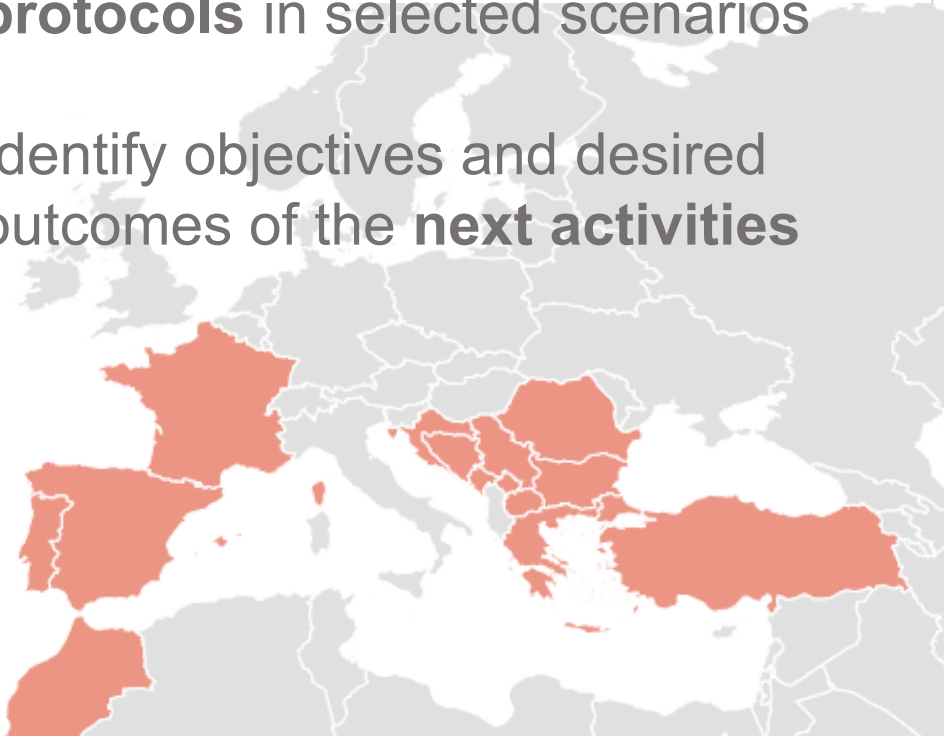 protocols in selected scenarios
dentify objectives and desired
outcomes of the next activities